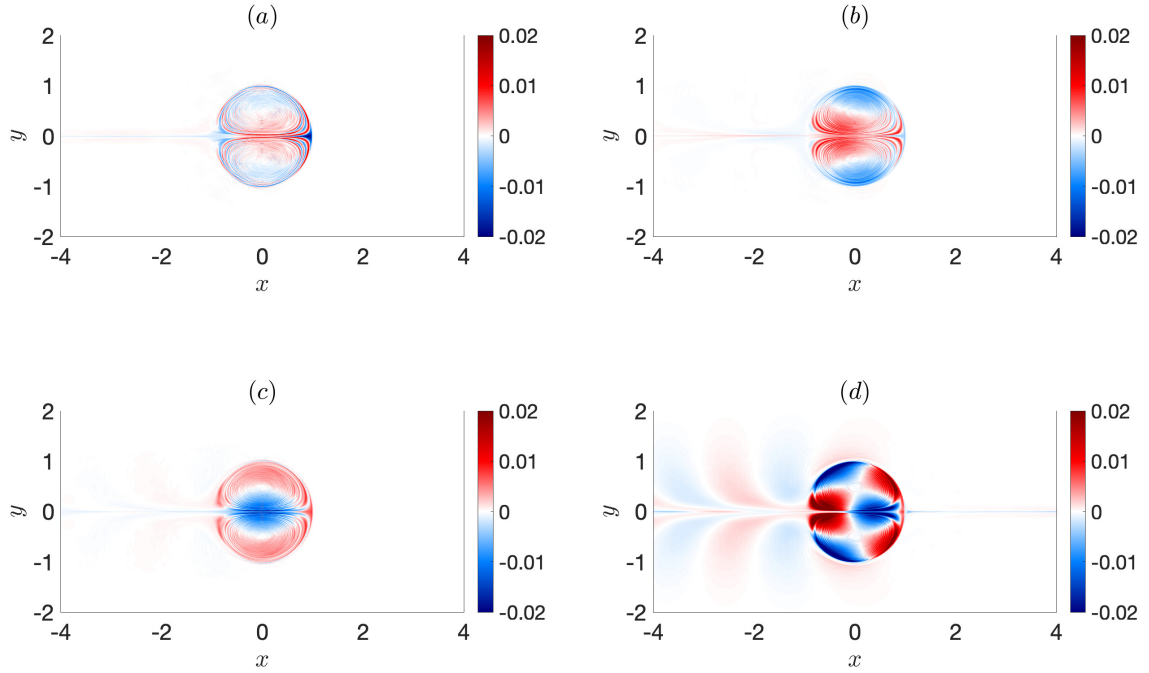 (a) (b)
2 0.02 2 0.02
1 0.01 1 0.01
y 0 0 y 0 0
-1 -0.01 -1 -0.01
-2 -0.02 -2 -0.02
-4 -2 0 2 4 -4 -2 0 2 4
x x
(c) (d)
2 0.02 2 0.02
1 0.01 1 0.01
y 0 0 y 0 0
-1 -0.01 -1 -0.01
-2 -0.02 -2 -0.02
-4 -2 0 2 4 -4 -2 0 2 4
x x